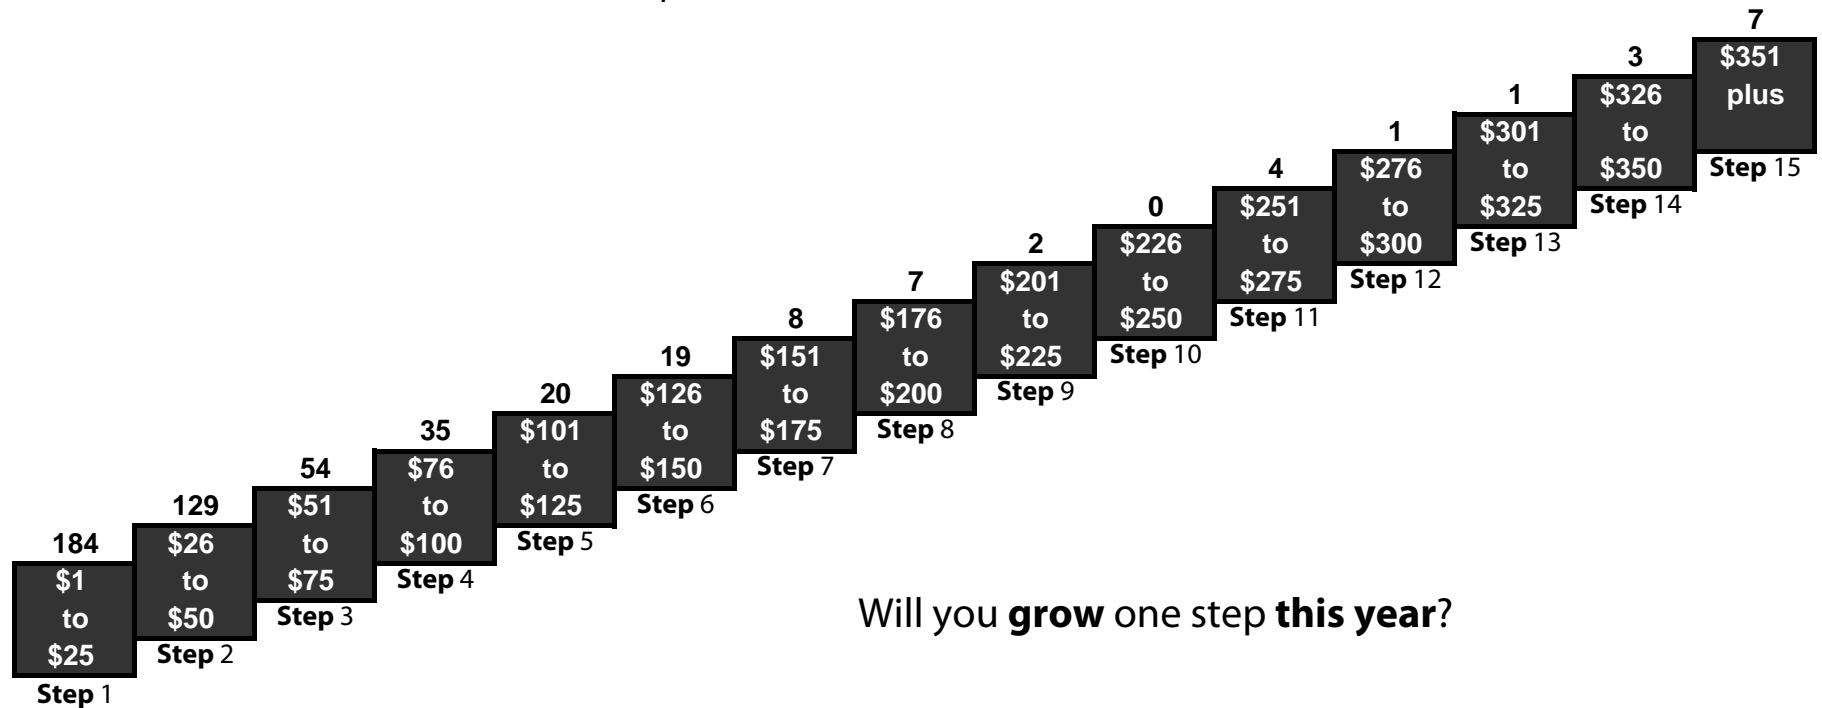 184
$1
to
$25
Step 1
129
$26
to
$50
Step 2
54
$51
to
$75
Step 3
35
$76
to
$100
Step 4
20
$101
to
$125
Step 5
19
$126
to
$150
Step 6
8
$151
to
$175
Step 7
7
$176
to
$200
Step 8
2
$201
to
$225
Step 9
0
$226
to
$250
Step 10
4
$251
to
$275
Step 11
1
$276
to
$300
Step 12
1
$301
to
$325
Step 13
3
$326
to
$350
Step 14
7
$351
plus
Step 15
Will you grow one step this year?